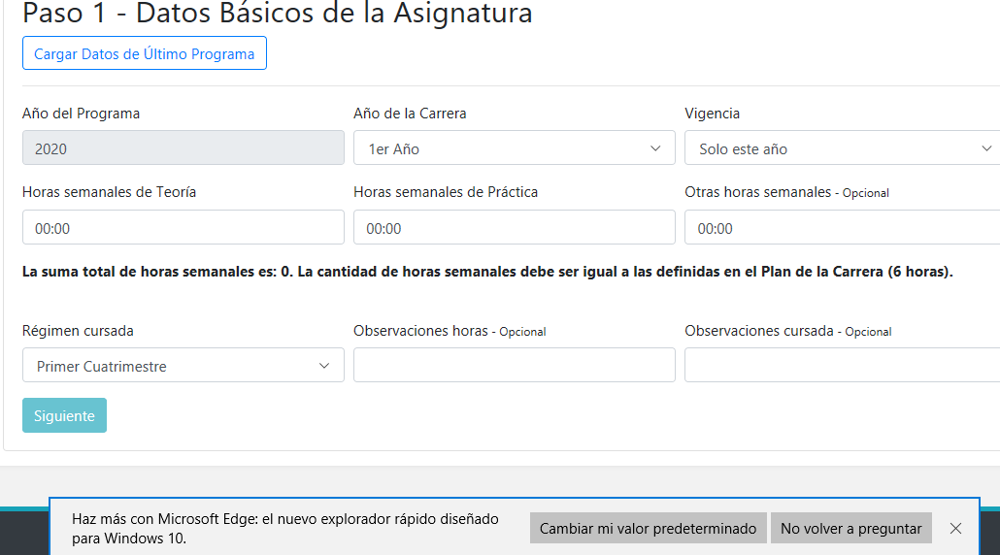 Paso 1 - Datos Básicos de la Asignatura
Cargar Datos de Último Programa
Año del Programa
Año de la Carrera
Vigencia
2020
1er Año
Solo este año
Horas semanales de Teoría
Horas semanales de Práctica
Otras horas semanales - Opcional
00:00
00:00
00:00
La suma total de horas semanales es: 0. La cantidad de horas semanales debe ser igual a las definidas en el Plan de la Carrera (6 horas).
Régimen cursada
Observaciones horas - Opcional
Observaciones cursada - Opcional
Primer Cuatrimestre
Siguiente
Haz más con Microsoft Edge: el nuevo explorador rápido diseñado
para Windows 10.
Cambiar mi valor predeterminado
No volver a preguntar